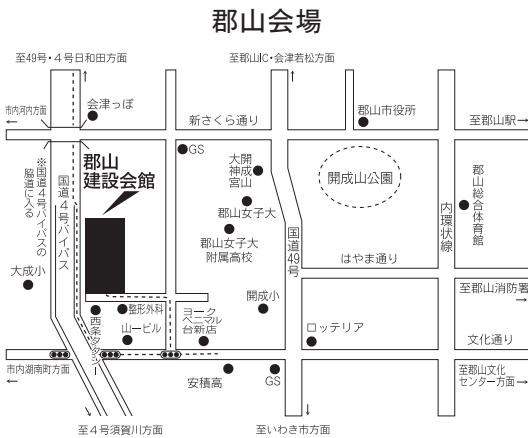 郡山会場
至49号・4号日和田方面
至郡山IC・会津若松方面
市内河内方面
会津っぽ
新さくら通り
郡山市役所
至郡山駅
GS
郡山
建設会館
大開
神成
宮山
開成山公園
※国道4号バイパスの
脇道に入る
国道4号バイパス
郡山女子大
郡山女子大
附属高校
国道49号
内環状線
郡山総合体育館
はやま通り
大成小
至郡山消防署
整形外科
開成小
西条タクシー
山一ビル
ヨーク
ベニマル
台新店
ロッテリア
文化通り
市内湖南町方面
安積高
GS
至郡山文化
センター方面
至4号須賀川方面
至いわき市方面